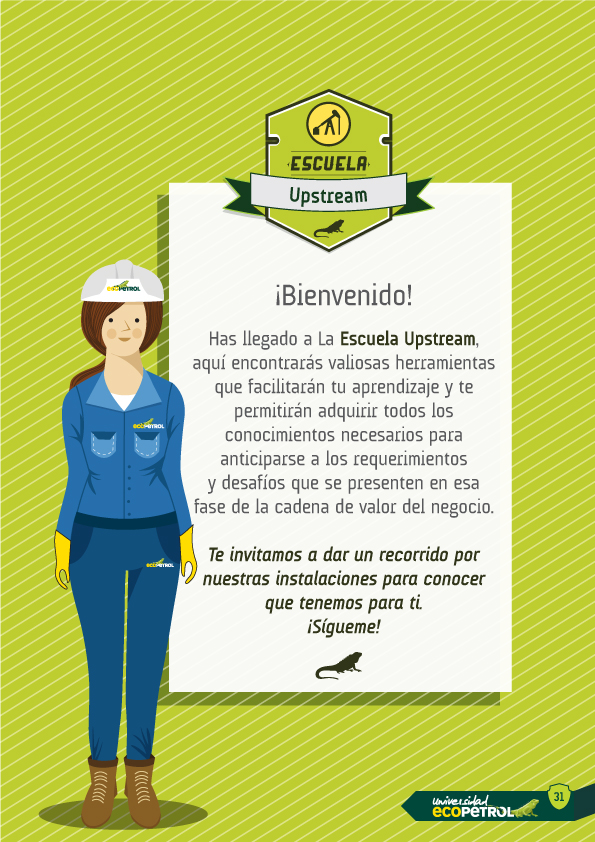 ESCUELA
Upstream
¡Bienvenido!
Has llegado a La Escuela Upstream,
aquí encontrarás valiosas herramientas
que facilitarán tu aprendizaje y te
permitirán adquirir todos los
conocimientos necesarios para
anticiparse a los requerimientos
y desafíos que se presenten en esa
fase de la cadena de valor del negocio.
Te invitamos a dar un recorrido por
nuestras instalaciones para conocer
que tenemos para ti.
¡Sígueme!
ecoPETROL
ecoPETROL
ecoPETROL
Universidad
ecoPETROL
31